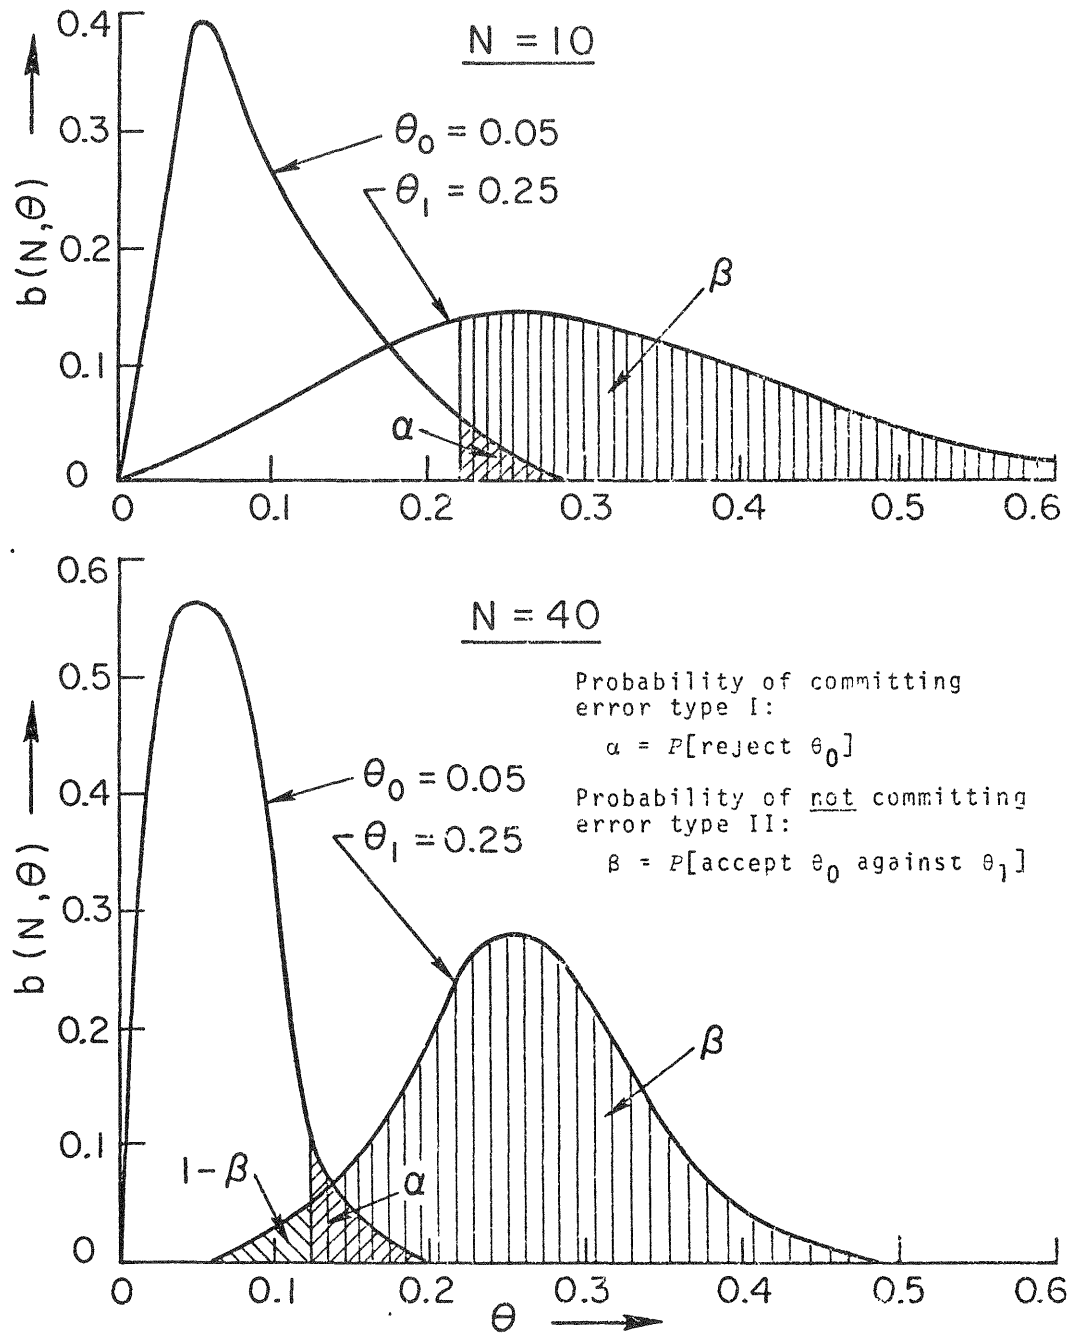 N = 10
b(N,θ)
0.4
0.3
0.2
0.1
0
θ₀ = 0.05
θ₁ = 0.25
β
α
0 0.1 0.2 0.3 0.4 0.5 0.6
N = 40
b(N,θ)
0.6
0.5
0.4
0.3
0.2
0.1
0
Probability of committing
error type I:
α = P[reject θ₀]
Probability of not committing
error type II:
β = P[accept θ₀ against θ₁]
θ₀ = 0.05
θ₁ = 0.25
β
1-β
α
0 0.1 0.2 0.3 0.4 0.5 0.6
θ